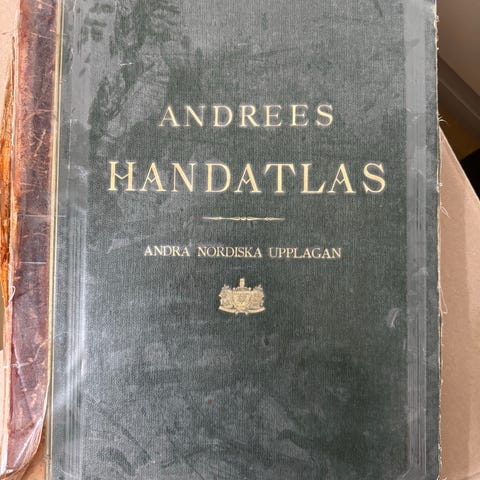 ANDREES
HANDATLAS
ANDRA NORDISKA UPPLAGAN